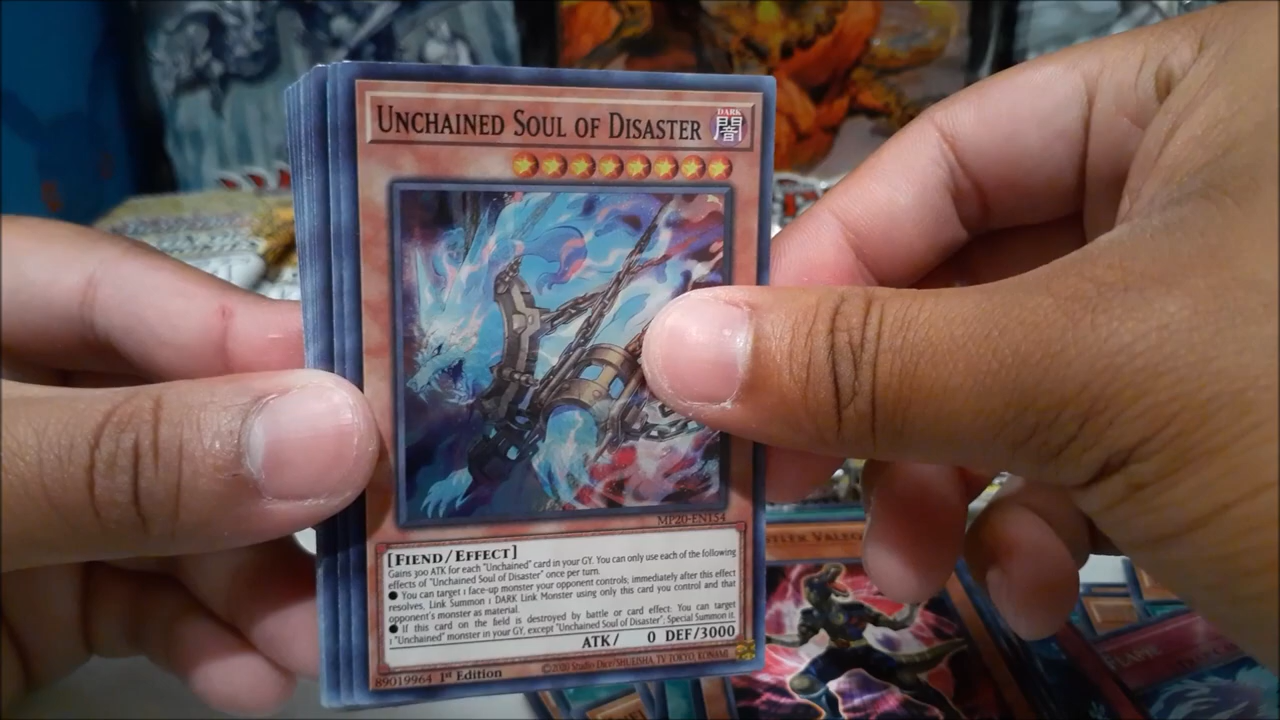 UNCHAINED SOUL OF DISASTER
DARK
闇
MP20-EN154
[FIEND/EFFECT]
Gains 300 ATK for each "Unchained" card in your GY. You can only use each of the following
effects of "Unchained Soul of Disaster" once per turn.
● You can target 1 face-up monster your opponent controls; immediately after this effect
resolves, Link Summon 1 DARK Link Monster using only this card you control and that
opponent's monster as material.
● If this card on the field is destroyed by battle or card effect: You can target
1 "Unchained" monster in your GY, except "Unchained Soul of Disaster"; Special Summon it.
ATK/ 0 DEF/3000
89019964 1st Edition
©2020 Studio Dice/SHUEISHA, TV TOKYO, KONAMI